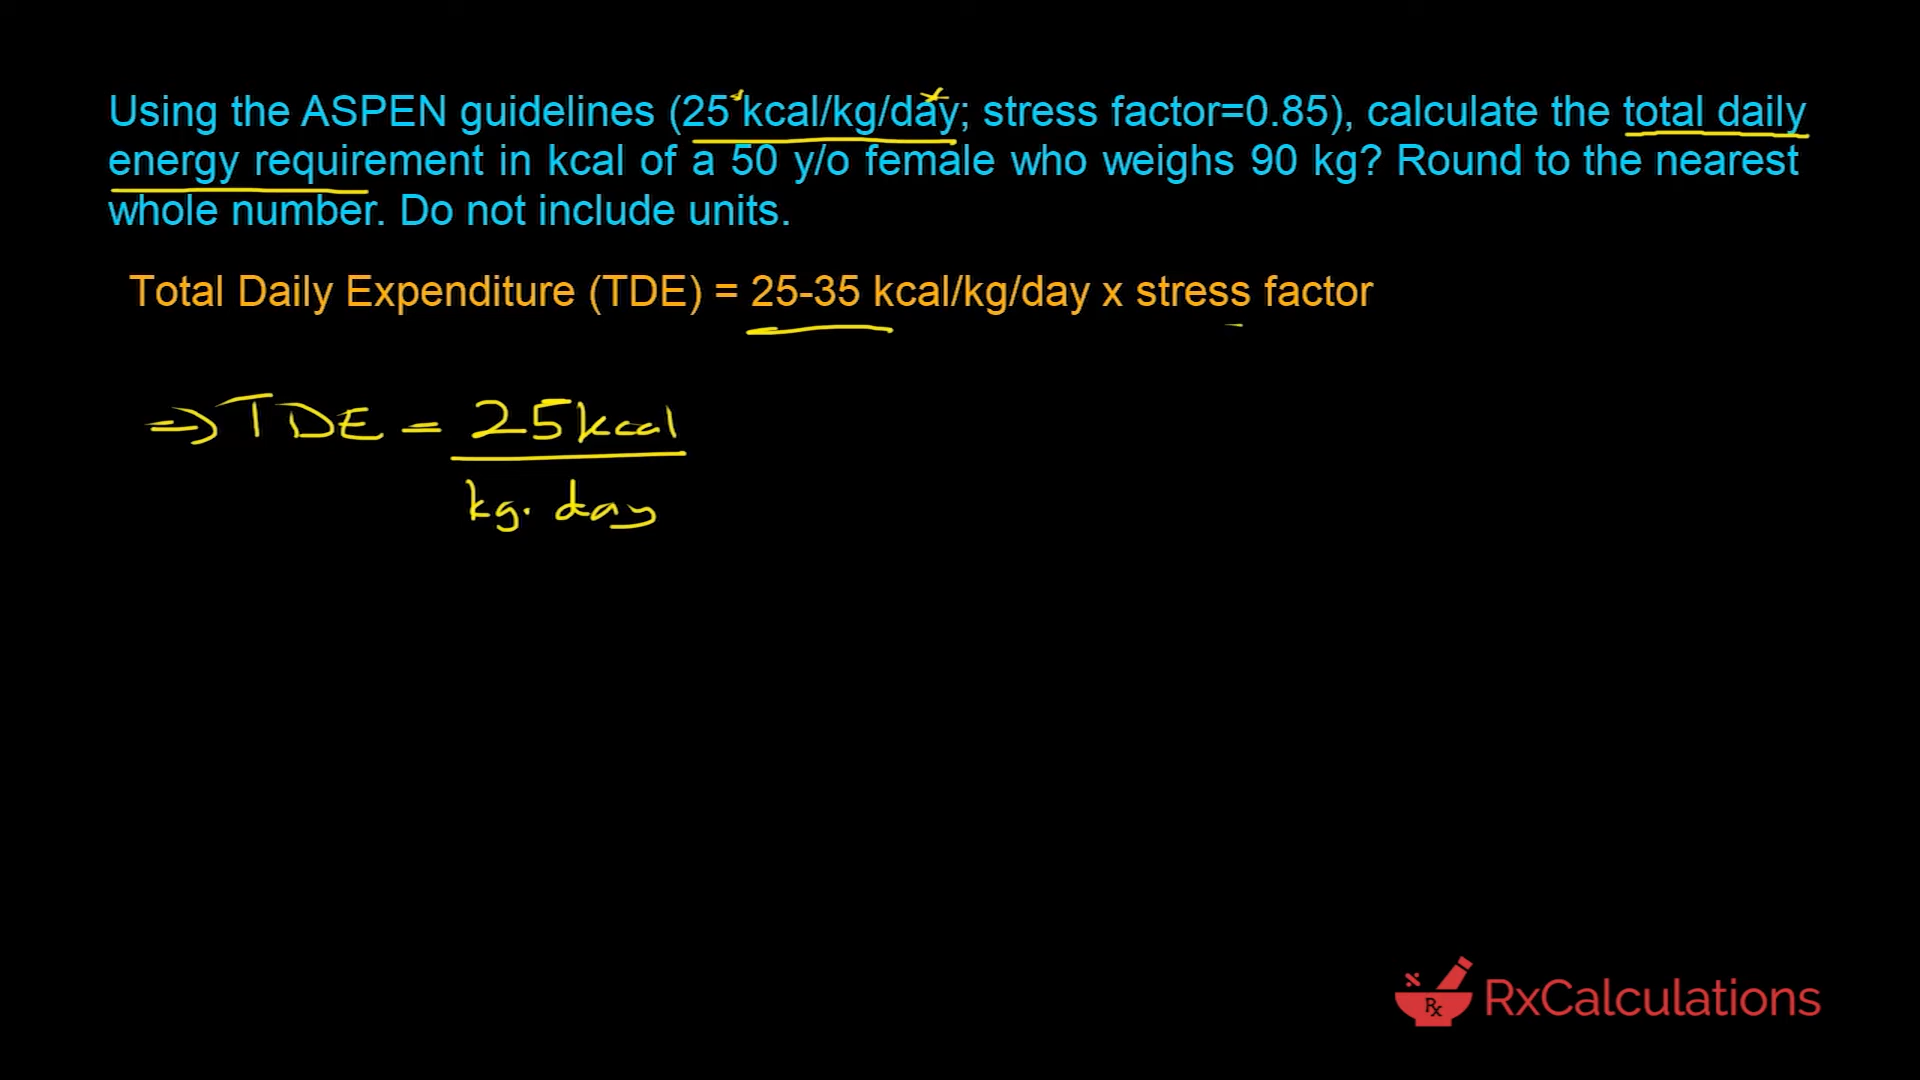 Using the ASPEN guidelines (25 kcal/kg/day; stress factor=0.85), calculate the total daily
energy requirement in kcal of a 50 y/o female who weighs 90 kg? Round to the nearest
whole number. Do not include units.
Total Daily Expenditure (TDE) = 25-35 kcal/kg/day x stress factor
⇒ TDE = 25kcal
kg. day
Rx RxCalculations